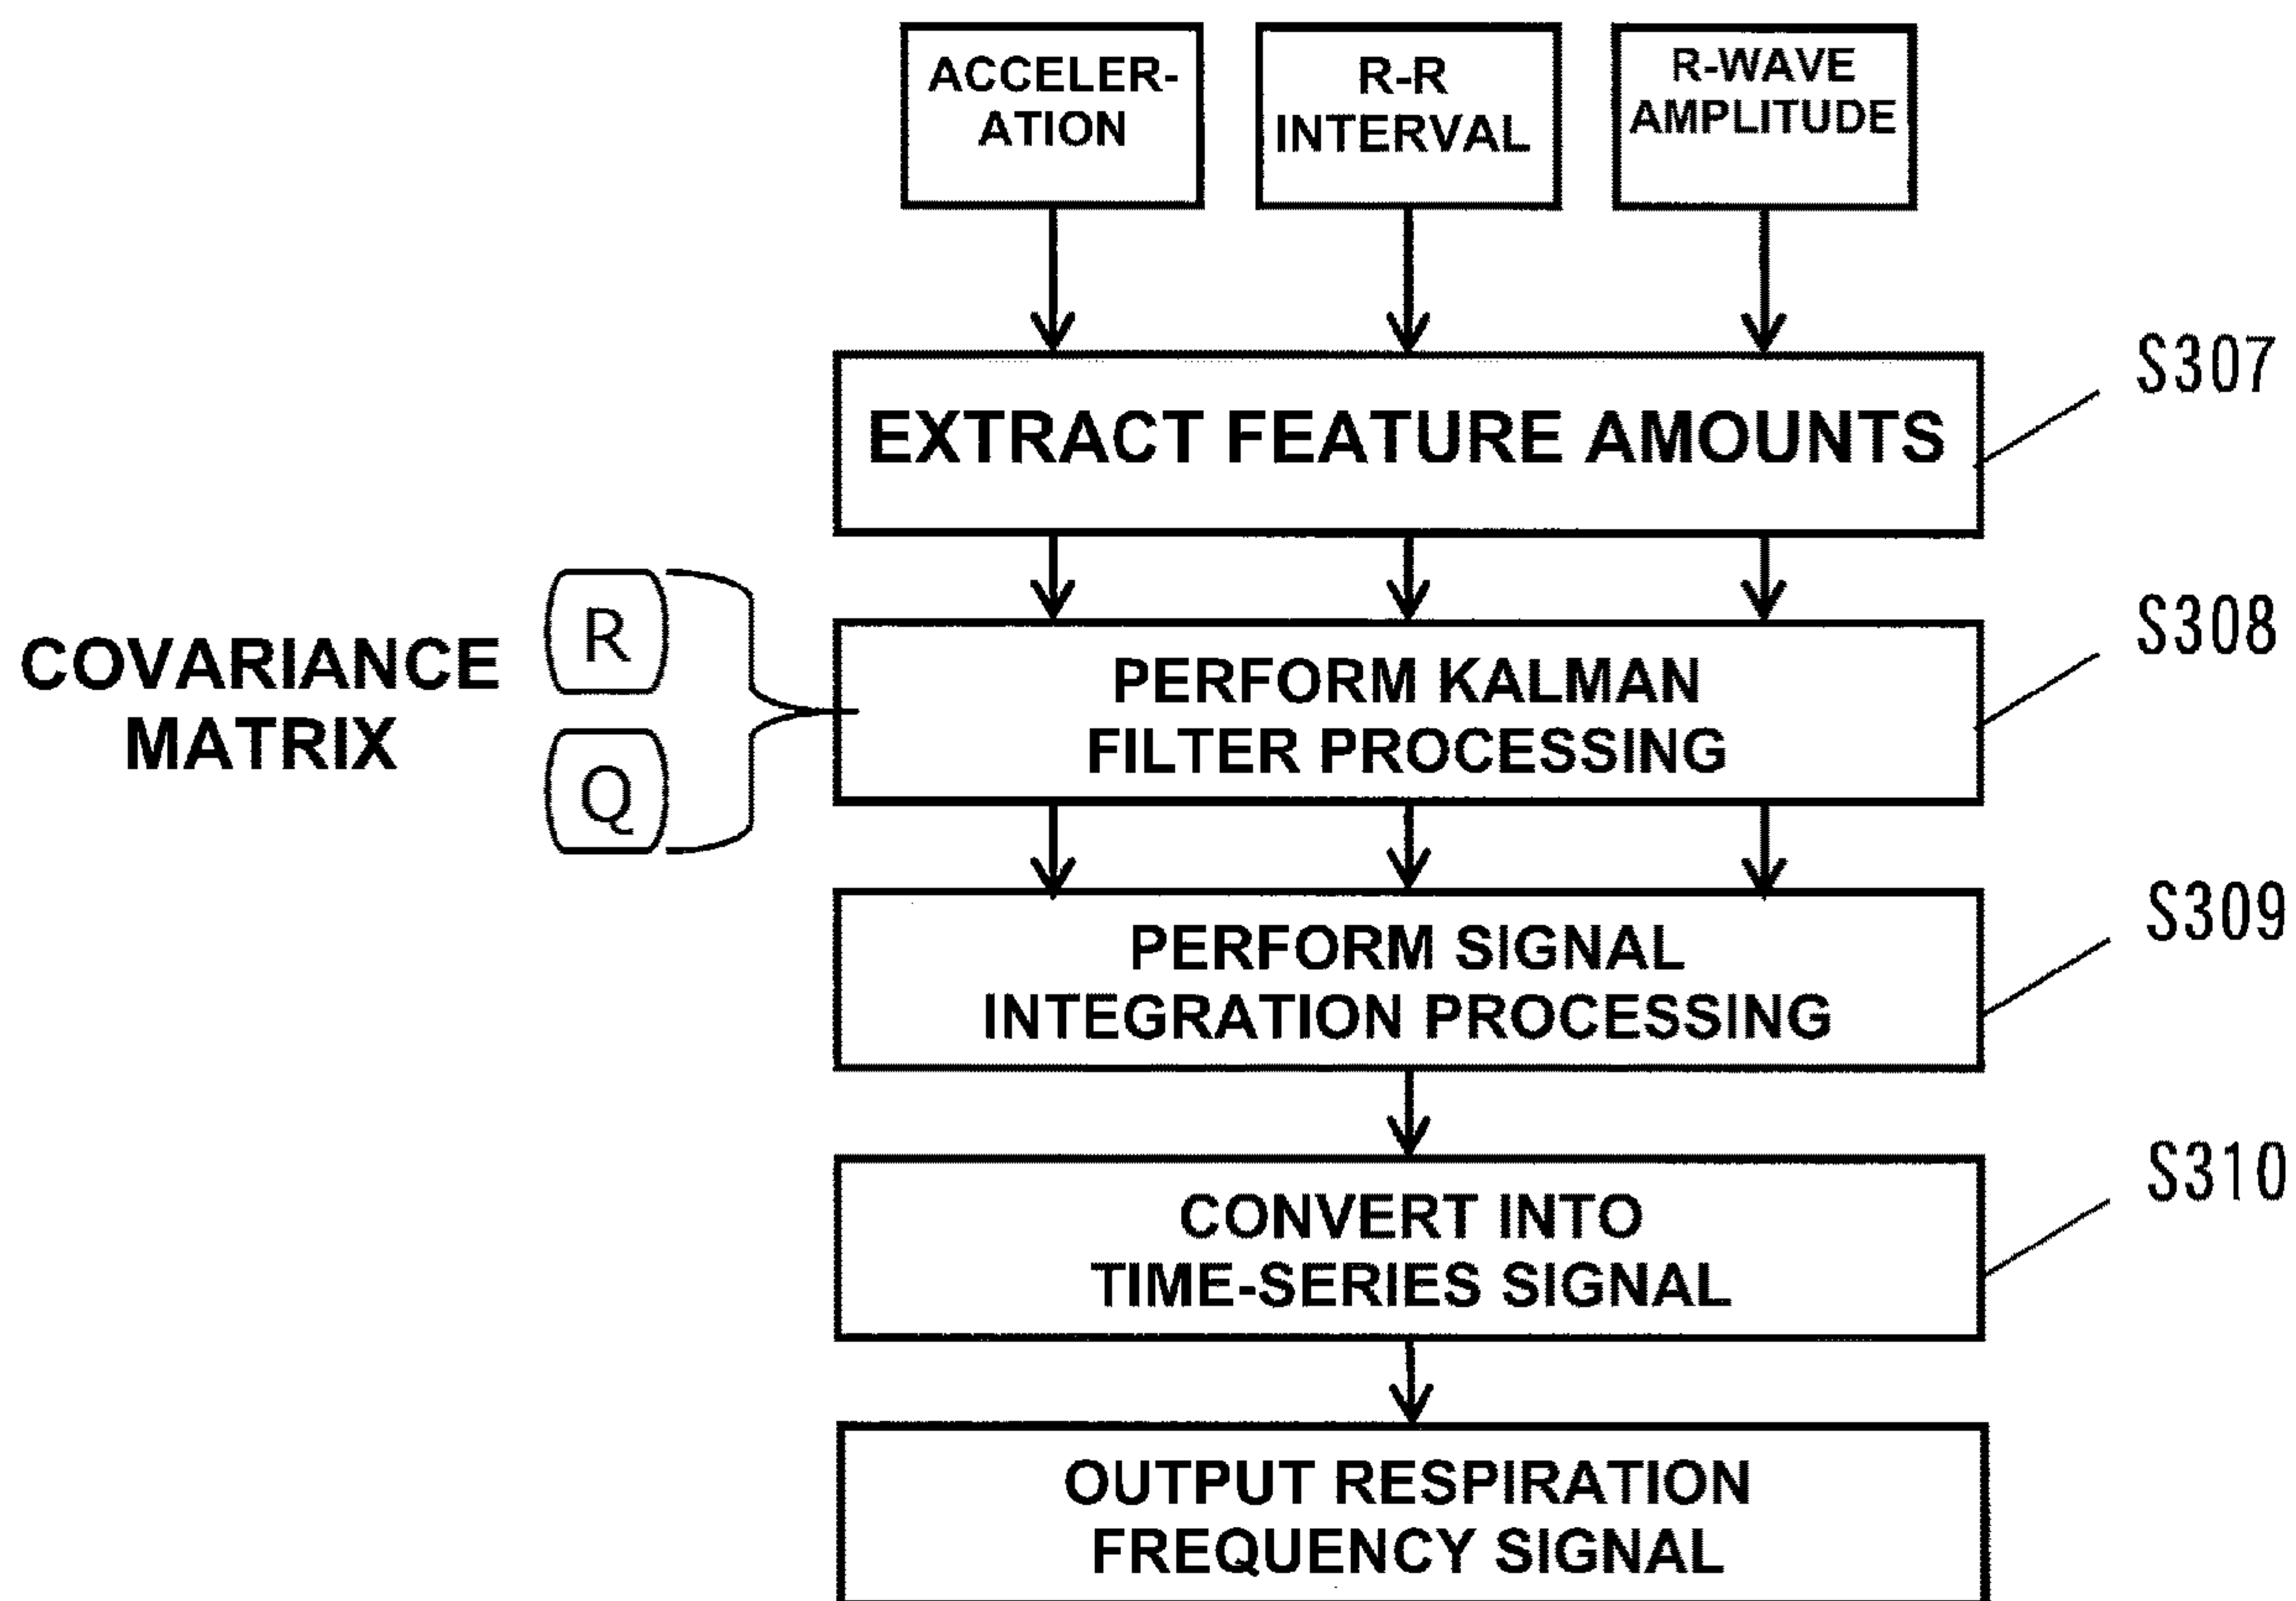 ACCELER-
ATION
R-R
INTERVAL
R-WAVE
AMPLITUDE
EXTRACT FEATURE AMOUNTS
S307
COVARIANCE
MATRIX
R
Q
PERFORM KALMAN
FILTER PROCESSING
S308
PERFORM SIGNAL
INTEGRATION PROCESSING
S309
CONVERT INTO
TIME-SERIES SIGNAL
S310
OUTPUT RESPIRATION
FREQUENCY SIGNAL